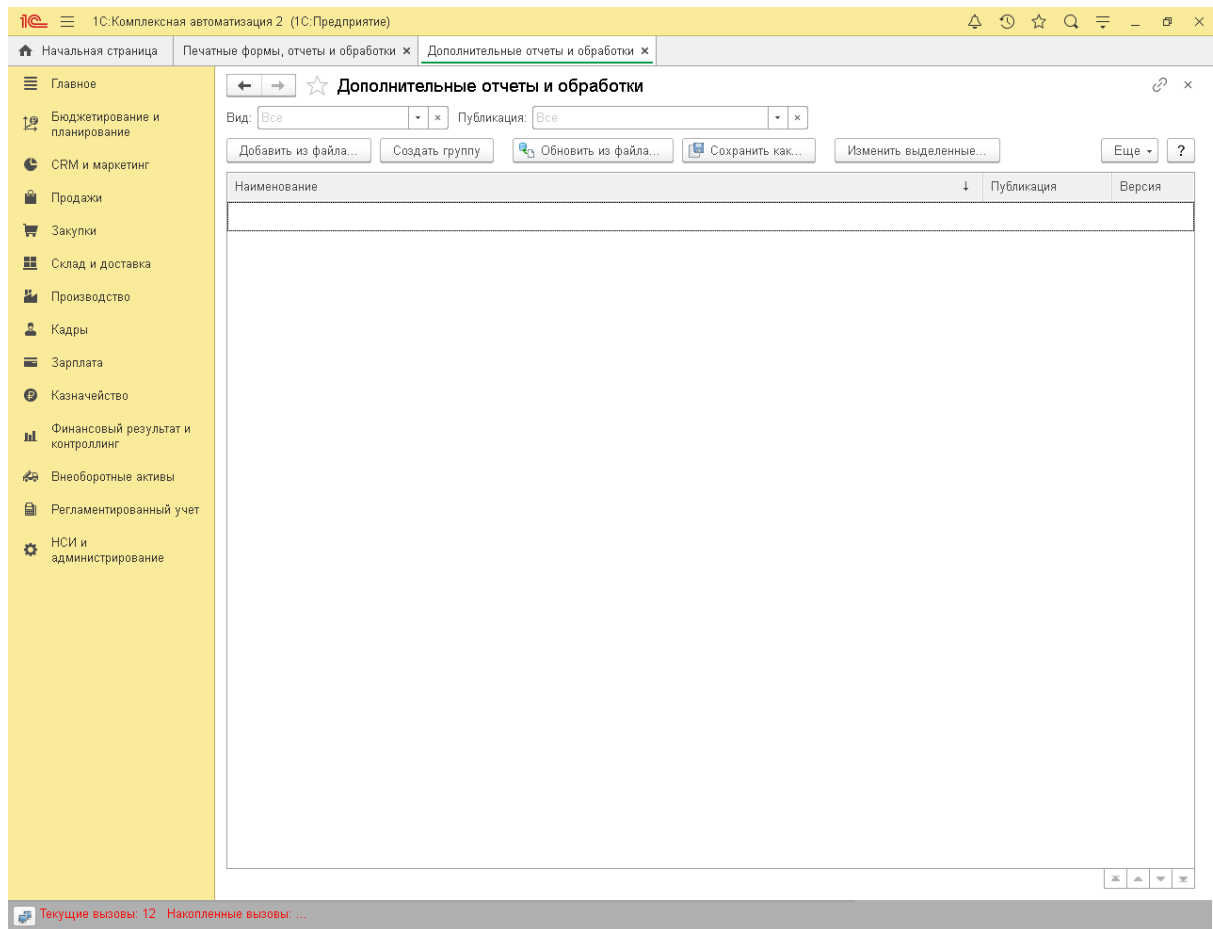 1С:Комплексная автоматизация 2 (1С:Предприятие)
Начальная страница
Печатные формы, отчеты и обработки ×
Дополнительные отчеты и обработки ×
Главное
Бюджетирование и
планирование
CRM и маркетинг
Продажи
Закупки
Склад и доставка
Производство
Кадры
Зарплата
Казначейство
Финансовый результат и
контроллинг
Внеоборотные активы
Регламентированный учет
НСИ и
администрирование
Дополнительные отчеты и обработки
Вид: Все Публикация: Все
Добавить из файла... Создать группу Обновить из файла... Сохранить как... Изменить выделенные... Еще ?
Наименование ↓ Публикация Версия
Текущие вызовы: 12 Накопленные вызовы: ...